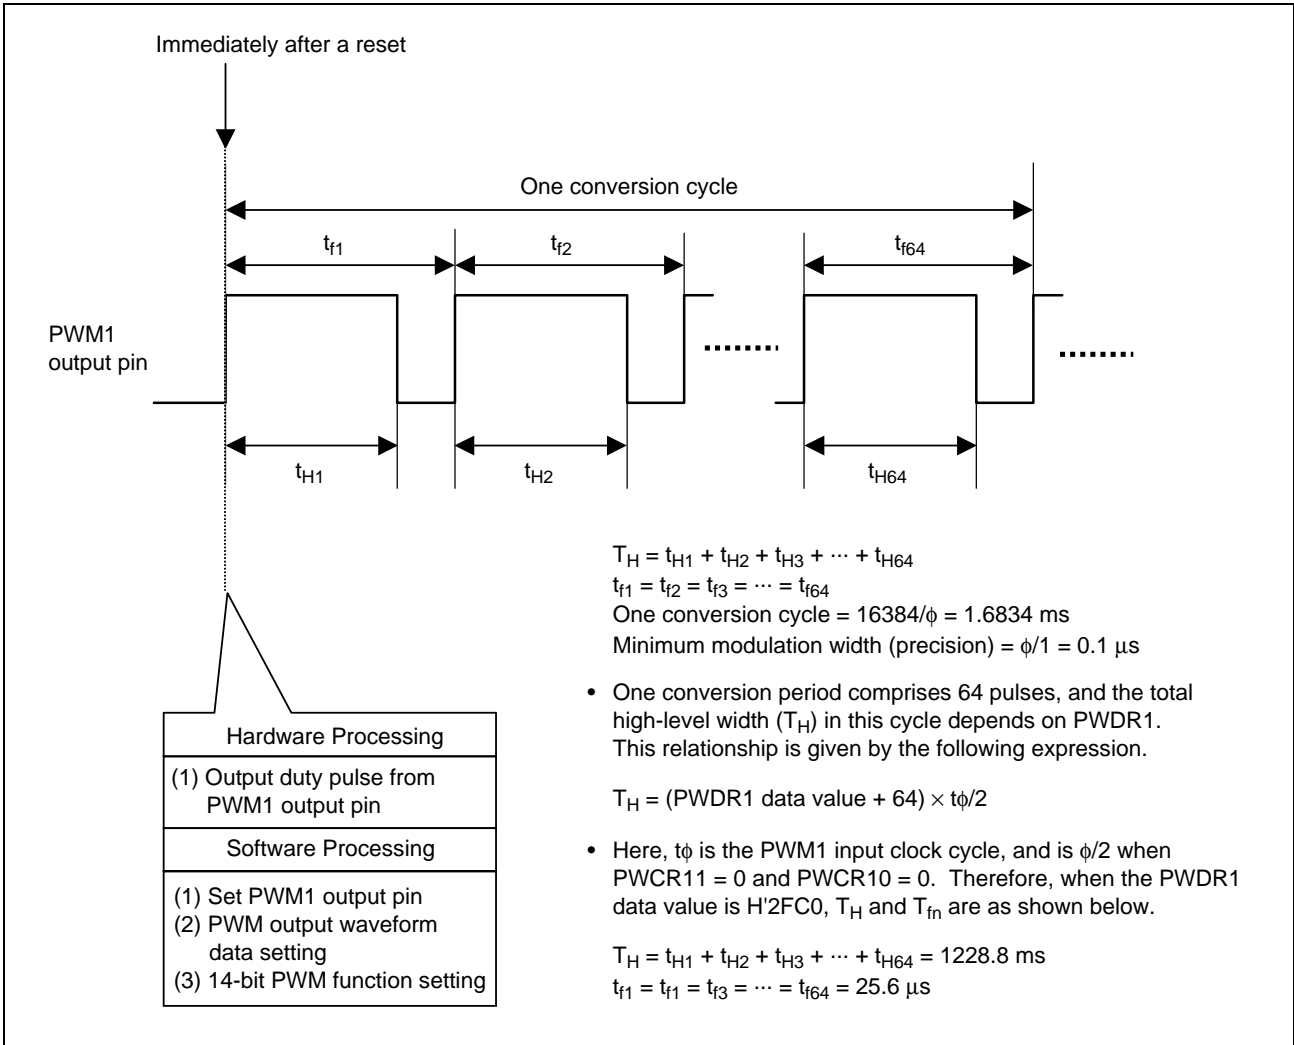 Immediately after a reset
One conversion cycle
tf1
tf2
tf64
PWM1
output pin
tH1
tH2
tH64
TH = tH1 + tH2 + tH3 + ··· + tH64
tf1 = tf2 = tf3 = ··· = tf64
One conversion cycle = 16384/ϕ = 1.6834 ms
Minimum modulation width (precision) = ϕ/1 = 0.1 μs
• One conversion period comprises 64 pulses, and the total
high-level width (TH) in this cycle depends on PWDR1.
This relationship is given by the following expression.
TH = (PWDR1 data value + 64) × tϕ/2
• Here, tϕ is the PWM1 input clock cycle, and is ϕ/2 when
PWCR11 = 0 and PWCR10 = 0. Therefore, when the PWDR1
data value is H'2FC0, TH and Tfn are as shown below.
TH = tH1 + tH2 + tH3 + ··· + tH64 = 1228.8 ms
tf1 = tf1 = tf3 = ··· = tf64 = 25.6 μs
Hardware Processing
(1) Output duty pulse from
PWM1 output pin
Software Processing
(1) Set PWM1 output pin
(2) PWM output waveform
data setting
(3) 14-bit PWM function setting